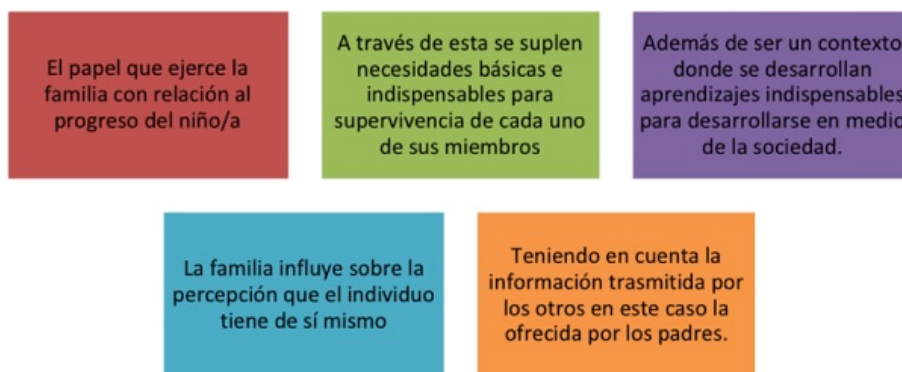 El papel que ejerce la
familia con relación al
progreso del niño/a
A través de esta se suplen
necesidades básicas e
indispensables para
supervivencia de cada uno
de sus miembros
Además de ser un contexto
donde se desarrollan
aprendizajes indispensables
para desarrollarse en medio
de la sociedad.
La familia influye sobre la
percepción que el individuo
tiene de sí mismo
Teniendo en cuenta la
información trasmitida por
los otros en este caso la
ofrecida por los padres.